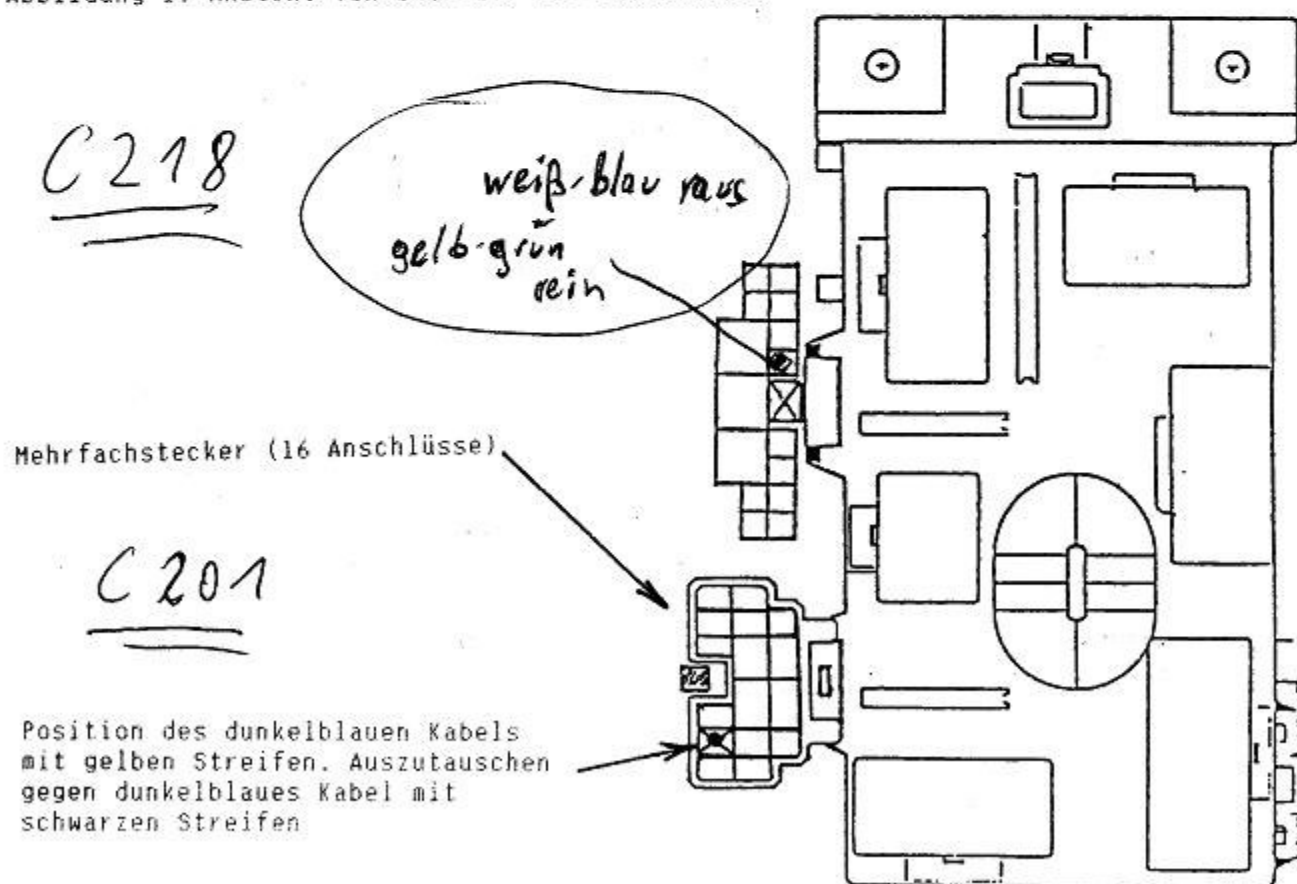 C218
weiß-blau raus
gelb-grün
rein
Mehrfachstecker (16 Anschlüsse)
C201
Position des dunkelblauen Kabels
mit gelben Streifen. Auszutauschen
gegen dunkelblaues Kabel mit
schwarzen Streifen